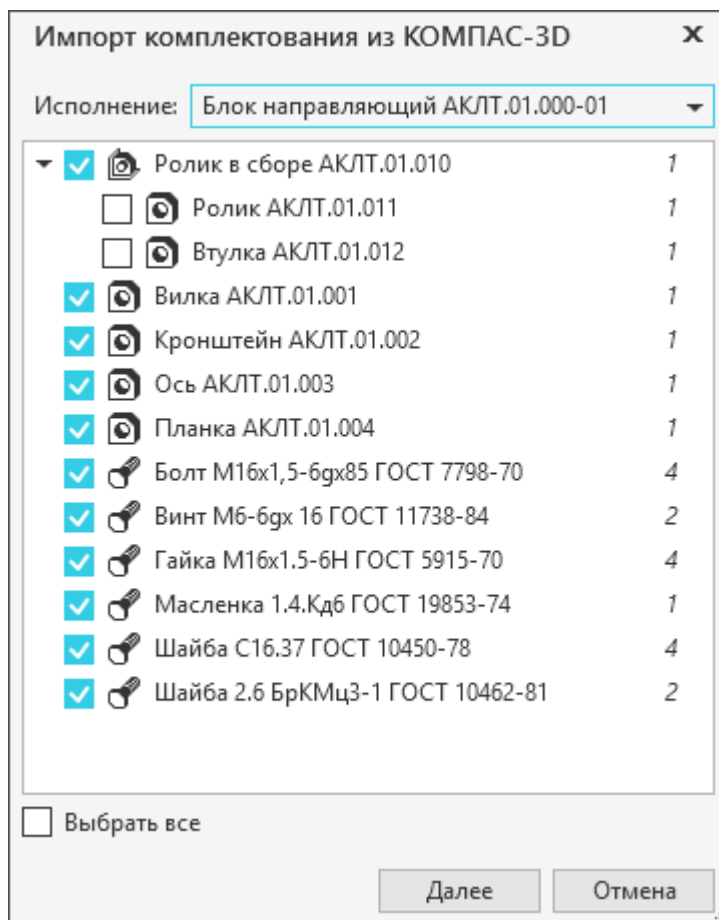 Импорт комплектования из КОМПАС-3D
Исполнение: Блок направляющий АКЛТ.01.000-01
Ролик в сборе АКЛТ.01.010 1
Ролик АКЛТ.01.011 1
Втулка АКЛТ.01.012 1
Вилка АКЛТ.01.001 1
Кронштейн АКЛТ.01.002 1
Ось АКЛТ.01.003 1
Планка АКЛТ.01.004 1
Болт М16х1,5-6gх85 ГОСТ 7798-70 4
Винт М6-6gх 16 ГОСТ 11738-84 2
Гайка М16х1.5-6Н ГОСТ 5915-70 4
Масленка 1.4.Кд6 ГОСТ 19853-74 1
Шайба С16.37 ГОСТ 10450-78 4
Шайба 2.6 БрКМц3-1 ГОСТ 10462-81 2
Выбрать все
Далее Отмена